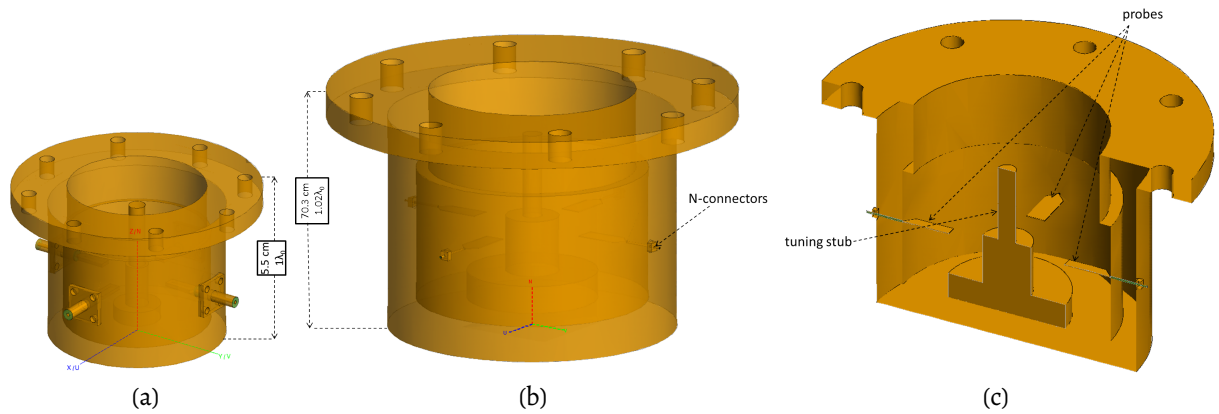 probes
N-connectors
tuning stub
70.3 cm
1.02λ₀
5.5 cm
1λ₀
Z/N
X/U
Y/V
(a)
(b)
(c)